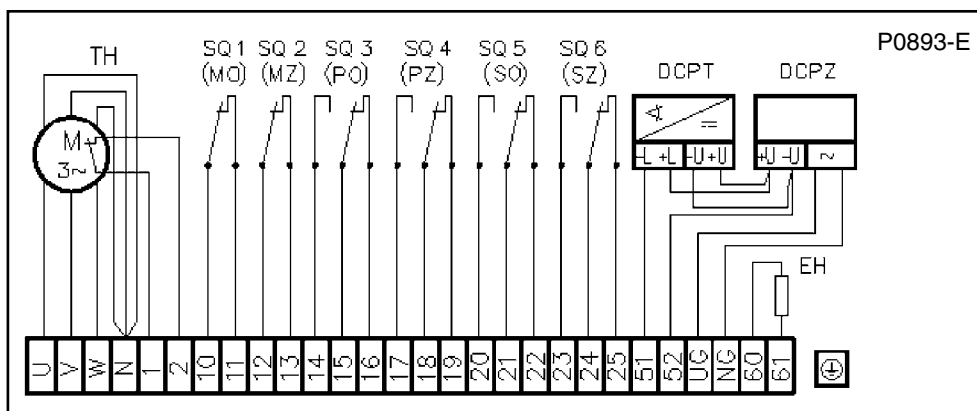 P0893-E
TH
SQ 1 (MO)
SQ 2 (MZ)
SQ 3 (PO)
SQ 4 (PZ)
SQ 5 (SO)
SQ 6 (SZ)
DCPT
DCPZ
M
3~
-L +L -U +U
+U -U ~
EH
U V W N 1 2 10 11 12 13 14 15 16 17 18 19 20 21 22 23 24 25 51 52 UG NG 60 61